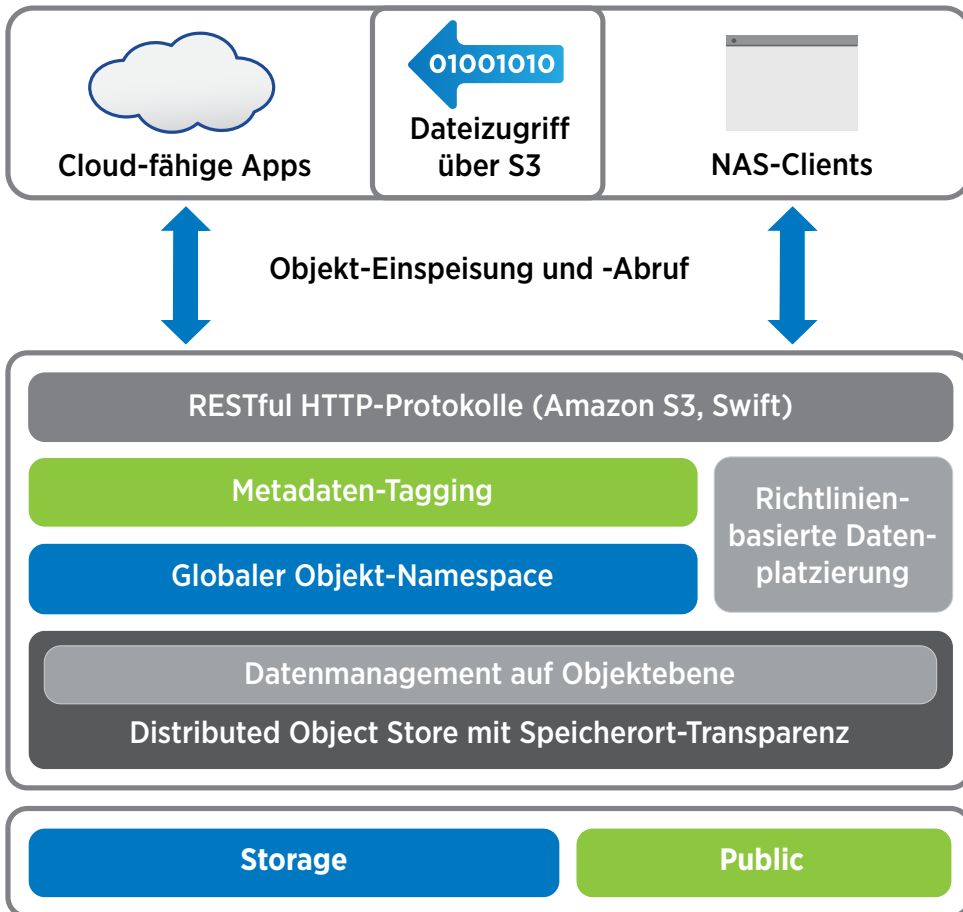 01001010
Dateizugriff
über S3
Cloud-fähige Apps
NAS-Clients
Objekt-Einspeisung und -Abruf
RESTful HTTP-Protokolle (Amazon S3, Swift)
Metadaten-Tagging
Richtlinien-
basierte Daten-
platzierung
Globaler Objekt-Namespace
Datenmanagement auf Objektebene
Distributed Object Store mit Speicherort-Transparenz
Storage
Public